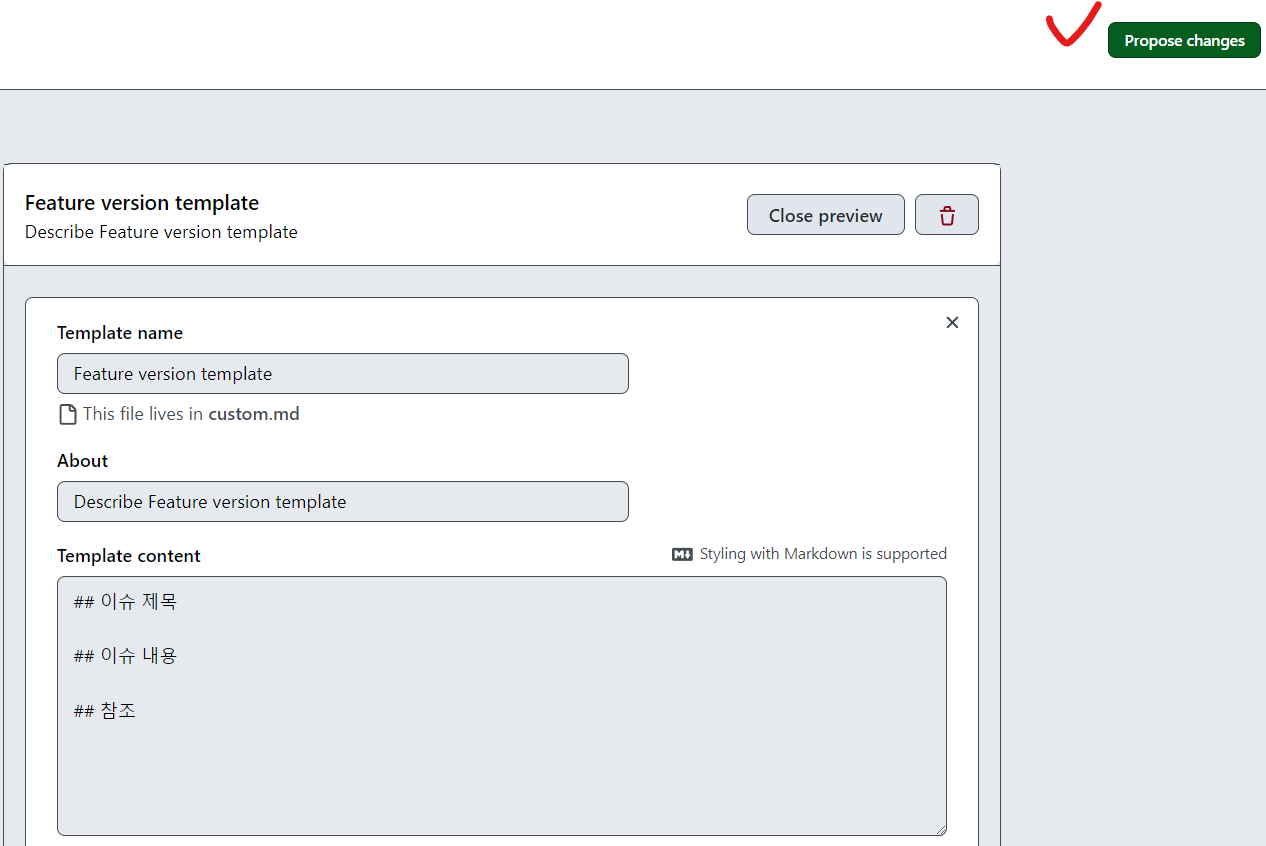 Propose changes
Feature version template
Describe Feature version template
Close preview
Template name
Feature version template
This file lives in custom.md
About
Describe Feature version template
Template content
Styling with Markdown is supported
## 이슈 제목
## 이슈 내용
## 참조